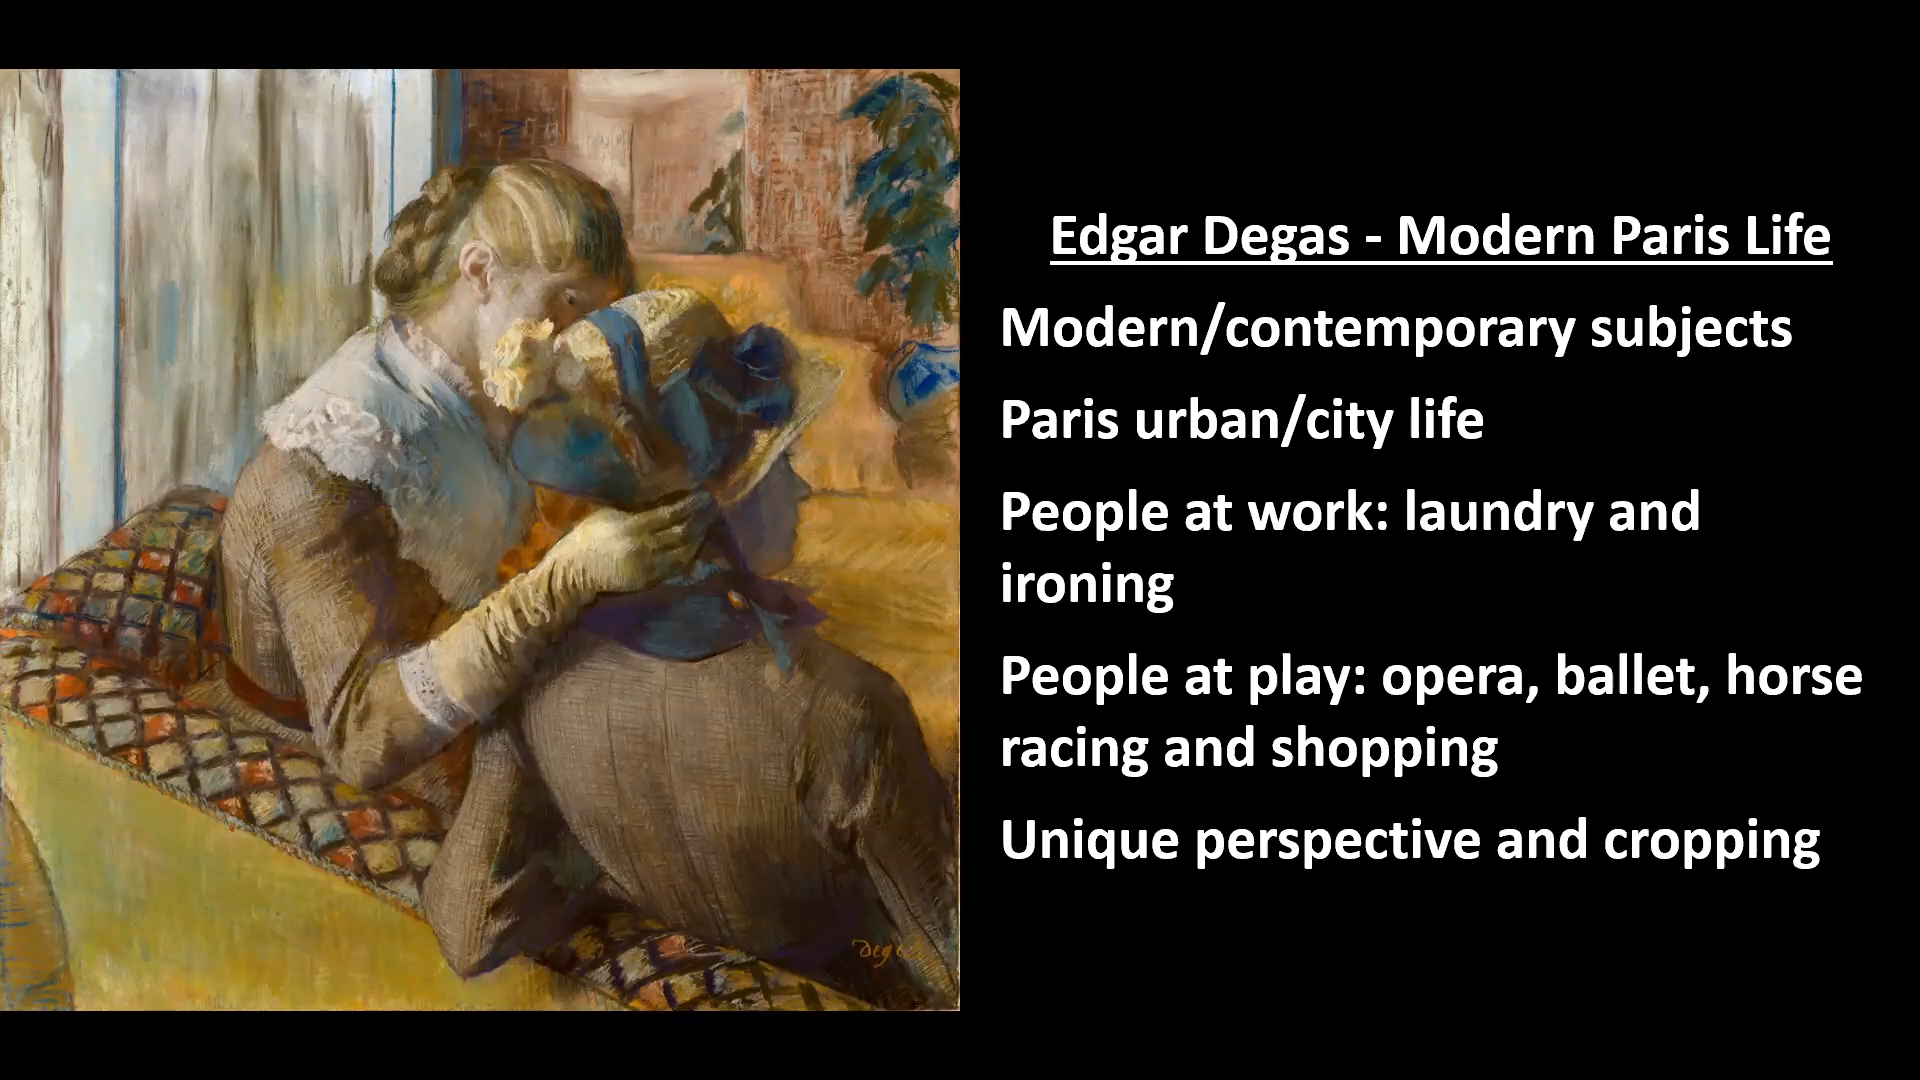 Edgar Degas - Modern Paris Life
Modern/contemporary subjects
Paris urban/city life
People at work: laundry and
ironing
People at play: opera, ballet, horse
racing and shopping
Unique perspective and cropping
Degas